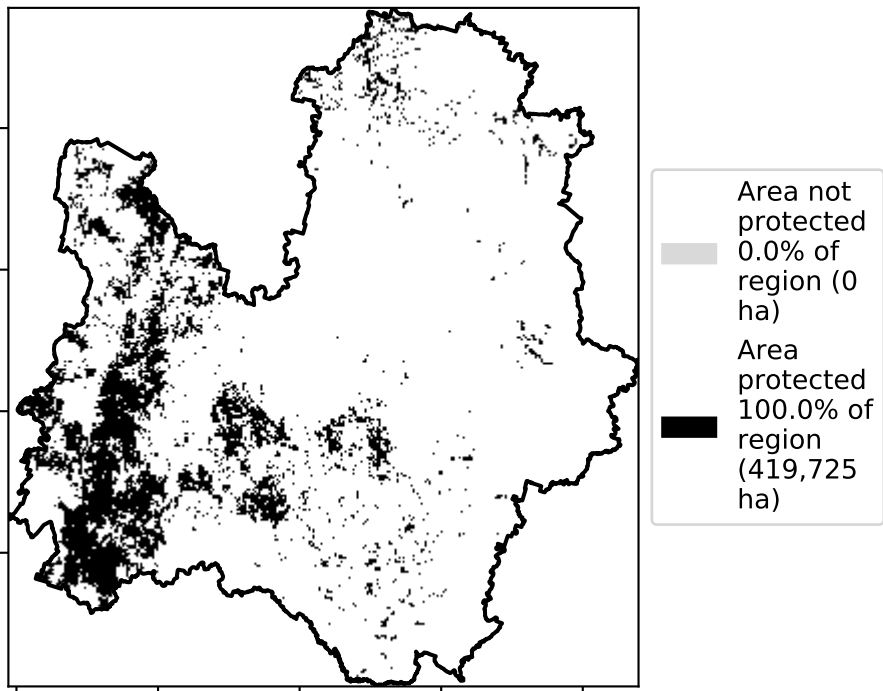 Area not
protected
0.0% of
region (0
ha)
Area
protected
100.0% of
region
(419,725
ha)